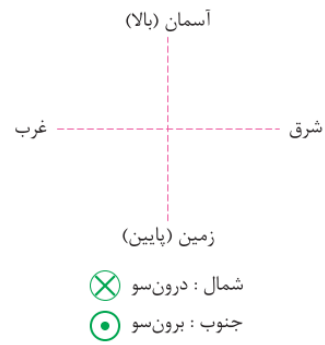 آسمان (بالا)
شرق
غرب
زمین (پایین)
شمال : درون‌سو
جنوب : برون‌سو